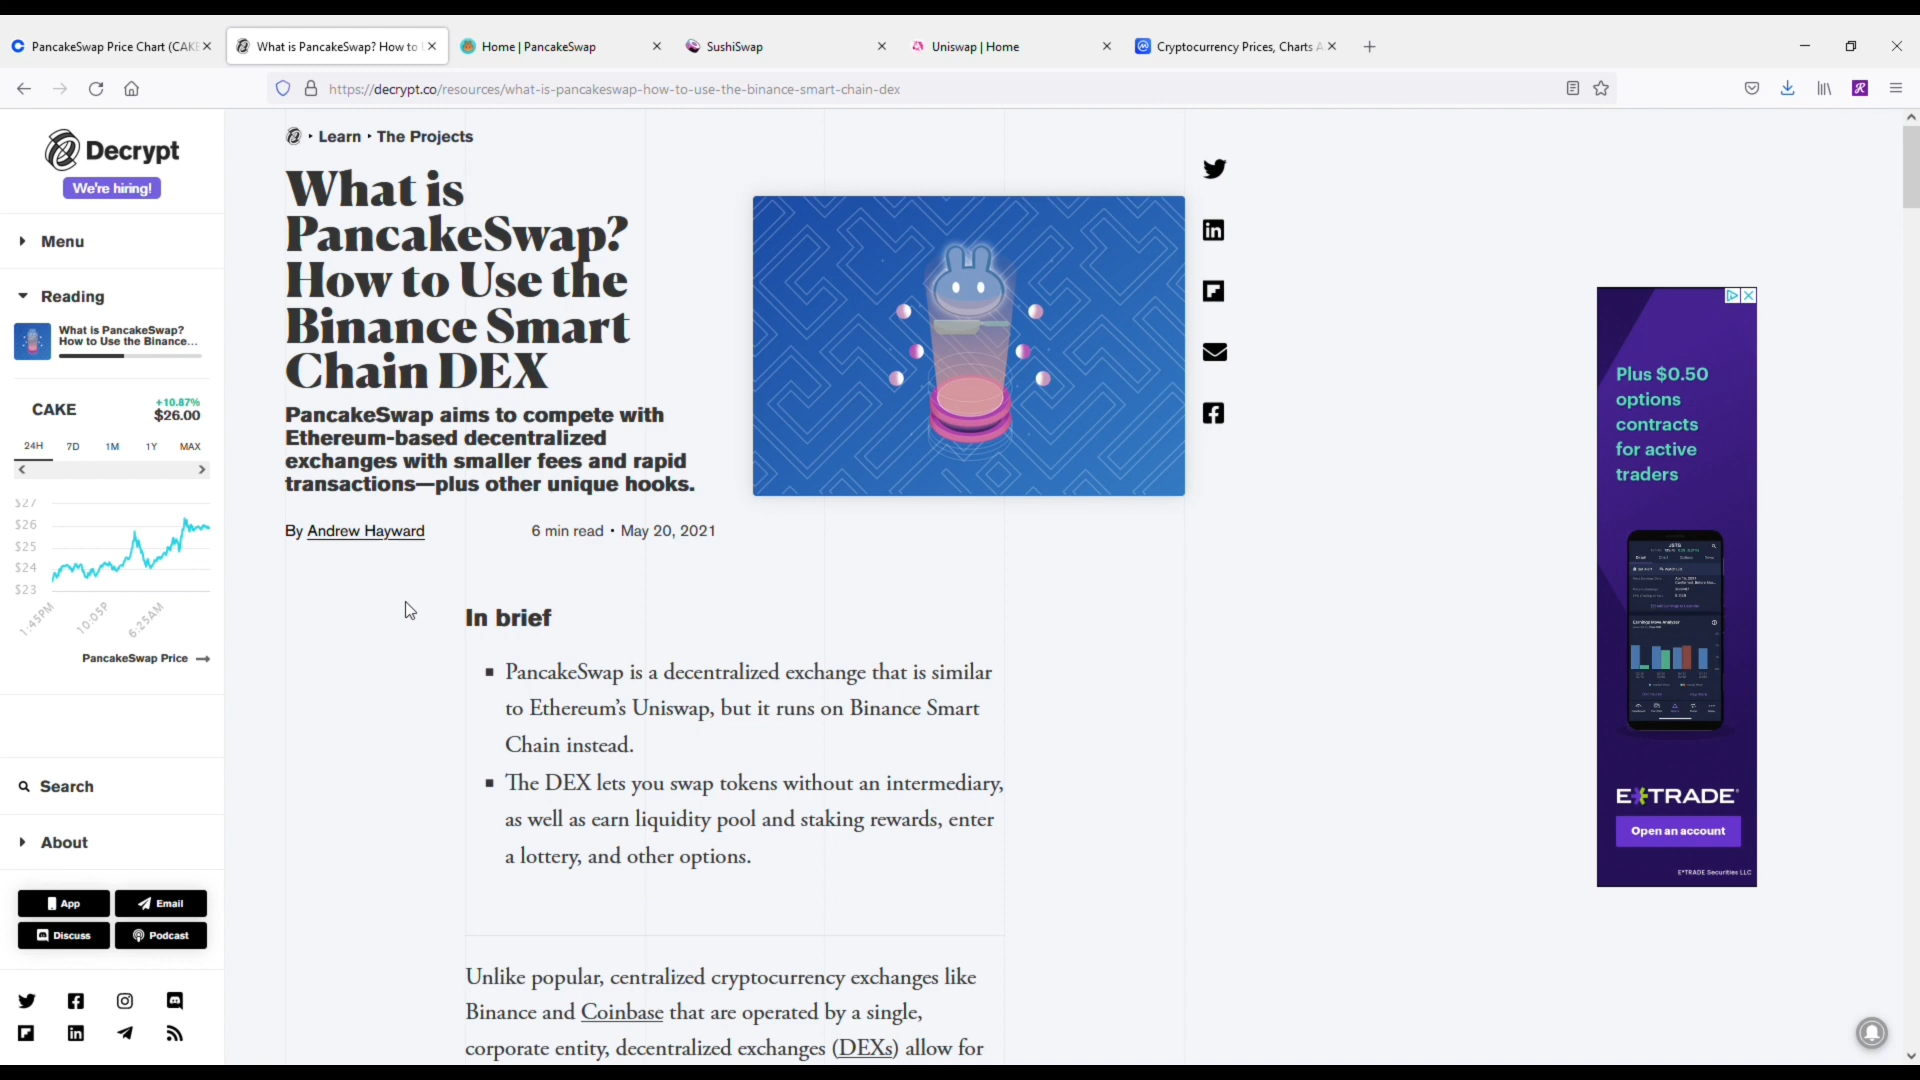 PancakeSwap Price Chart (CAKE
What is PancakeSwap? How to
Home | PancakeSwap
SushiSwap
Uniswap | Home
Cryptocurrency Prices, Charts A
https://decrypt.co/resources/what-is-pancakeswap-how-to-use-the-binance-smart-chain-dex
Decrypt
We're hiring!
Menu
Reading
What is PancakeSwap?
How to Use the Binance...
CAKE
+10.87%
$26.00
24H 7D 1M 1Y MAX
$27
$26
$25
$24
$23
1:45PM 10:05P 6:25AM
PancakeSwap Price
Search
About
App
Email
Discuss
Podcast
Learn
The Projects
What is
PancakeSwap?
How to Use the
Binance Smart
Chain DEX
PancakeSwap aims to compete with
Ethereum-based decentralized
exchanges with smaller fees and rapid
transactions—plus other unique hooks.
By Andrew Hayward
6 min read • May 20, 2021
In brief
▪ PancakeSwap is a decentralized exchange that is similar
to Ethereum's Uniswap, but it runs on Binance Smart
Chain instead.
▪ The DEX lets you swap tokens without an intermediary,
as well as earn liquidity pool and staking rewards, enter
a lottery, and other options.
Unlike popular, centralized cryptocurrency exchanges like
Binance and Coinbase that are operated by a single,
corporate entity, decentralized exchanges (DEXs) allow for
Plus $0.50
options
contracts
for active
traders
E*TRADE
Open an account
E*TRADE Securities LLC